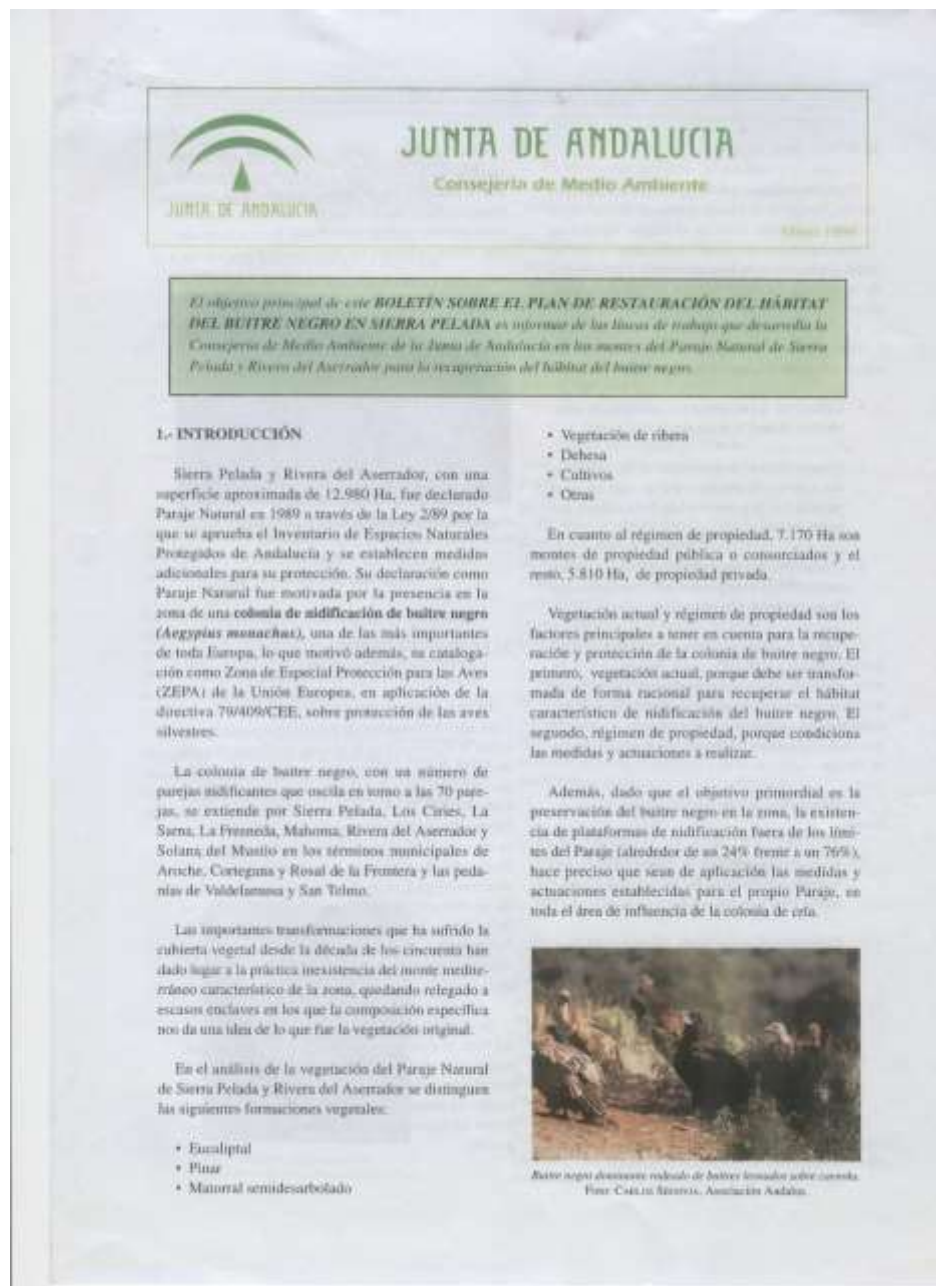 JUNTA DE ANDALUCIA
Consejería de Medio Ambiente
JUNTA DE ANDALUCIA
El objetivo principal de este BOLETÍN SOBRE EL PLAN DE RESTAURACIÓN DEL HÁBITAT
DEL BUITRE NEGRO EN SIERRA PELADA es informar de las líneas de trabajo que desarrolla la
Consejería de Medio Ambiente de la Junta de Andalucía en los montes del Paraje Natural de Sierra
Pelada y Rivera del Aserrador para la recuperación del hábitat del buitre negro.
1.- INTRODUCCIÓN
Sierra Pelada y Rivera del Aserrador, con una
superficie aproximada de 12.980 Ha, fue declarado
Paraje Natural en 1989 a través de la Ley 2/89 por la
que se aprueba el Inventario de Espacios Naturales
Protegidos de Andalucía y se establecen medidas
adicionales para su protección. Su declaración como
Paraje Natural fue motivada por la presencia en la
zona de una colonia de nidificación de buitre negro
(Aegypius monachus), una de las más importantes
de toda Europa, lo que motivó además, su cataloga-
ción como Zona de Especial Protección para las Aves
(ZEPA) de la Unión Europea, en aplicación de la
directiva 79/409/CEE, sobre protección de las aves
silvestres.
La colonia de buitre negro, con un número de
parejas nidificantes que oscila en torno a las 70 pare-
jas, se extiende por Sierra Pelada, Los Ciries, La
Sarna, La Fresneda, Mahoma, Rivera del Aserrador y
Solana del Mustio en los términos municipales de
Aroche, Cortegana y Rosal de la Frontera y las peda-
nías de Valdelamusa y San Telmo.
Las importantes transformaciones que ha sufrido la
cubierta vegetal desde la década de los cincuenta han
dado lugar a la práctica inexistencia del monte medite-
rráneo característico de la zona, quedando relegado a
escasos enclaves en los que la composición específica
nos da una idea de lo que fue la vegetación original.
En el análisis de la vegetación del Paraje Natural
de Sierra Pelada y Rivera del Aserrador se distinguen
las siguientes formaciones vegetales:
• Eucaliptal
• Pinar
• Matorral semidesarbolado
• Vegetación de ribera
• Dehesa
• Cultivos
• Otras
En cuanto al régimen de propiedad, 7.170 Ha son
montes de propiedad pública o consorciados y el
resto, 5.810 Ha, de propiedad privada.
Vegetación actual y régimen de propiedad son los
factores principales a tener en cuenta para la recupe-
ración y protección de la colonia de buitre negro. El
primero, vegetación actual, porque debe ser transfor-
mada de forma racional para recuperar el hábitat
característico de nidificación del buitre negro. El
segundo, régimen de propiedad, porque condiciona
las medidas y actuaciones a realizar.
Además, dado que el objetivo primordial es la
preservación del buitre negro en la zona, la existen-
cia de plataformas de nidificación fuera de los lími-
tes del Paraje (alrededor de un 24% frente a un 76%),
hace preciso que sean de aplicación las medidas y
actuaciones establecidas para el propio Paraje, en
toda el área de influencia de la colonia de cría.
Buitre negro dominante rodeado de buitres leonados sobre carroña.
Foto: CARLOS Asociación Andalus